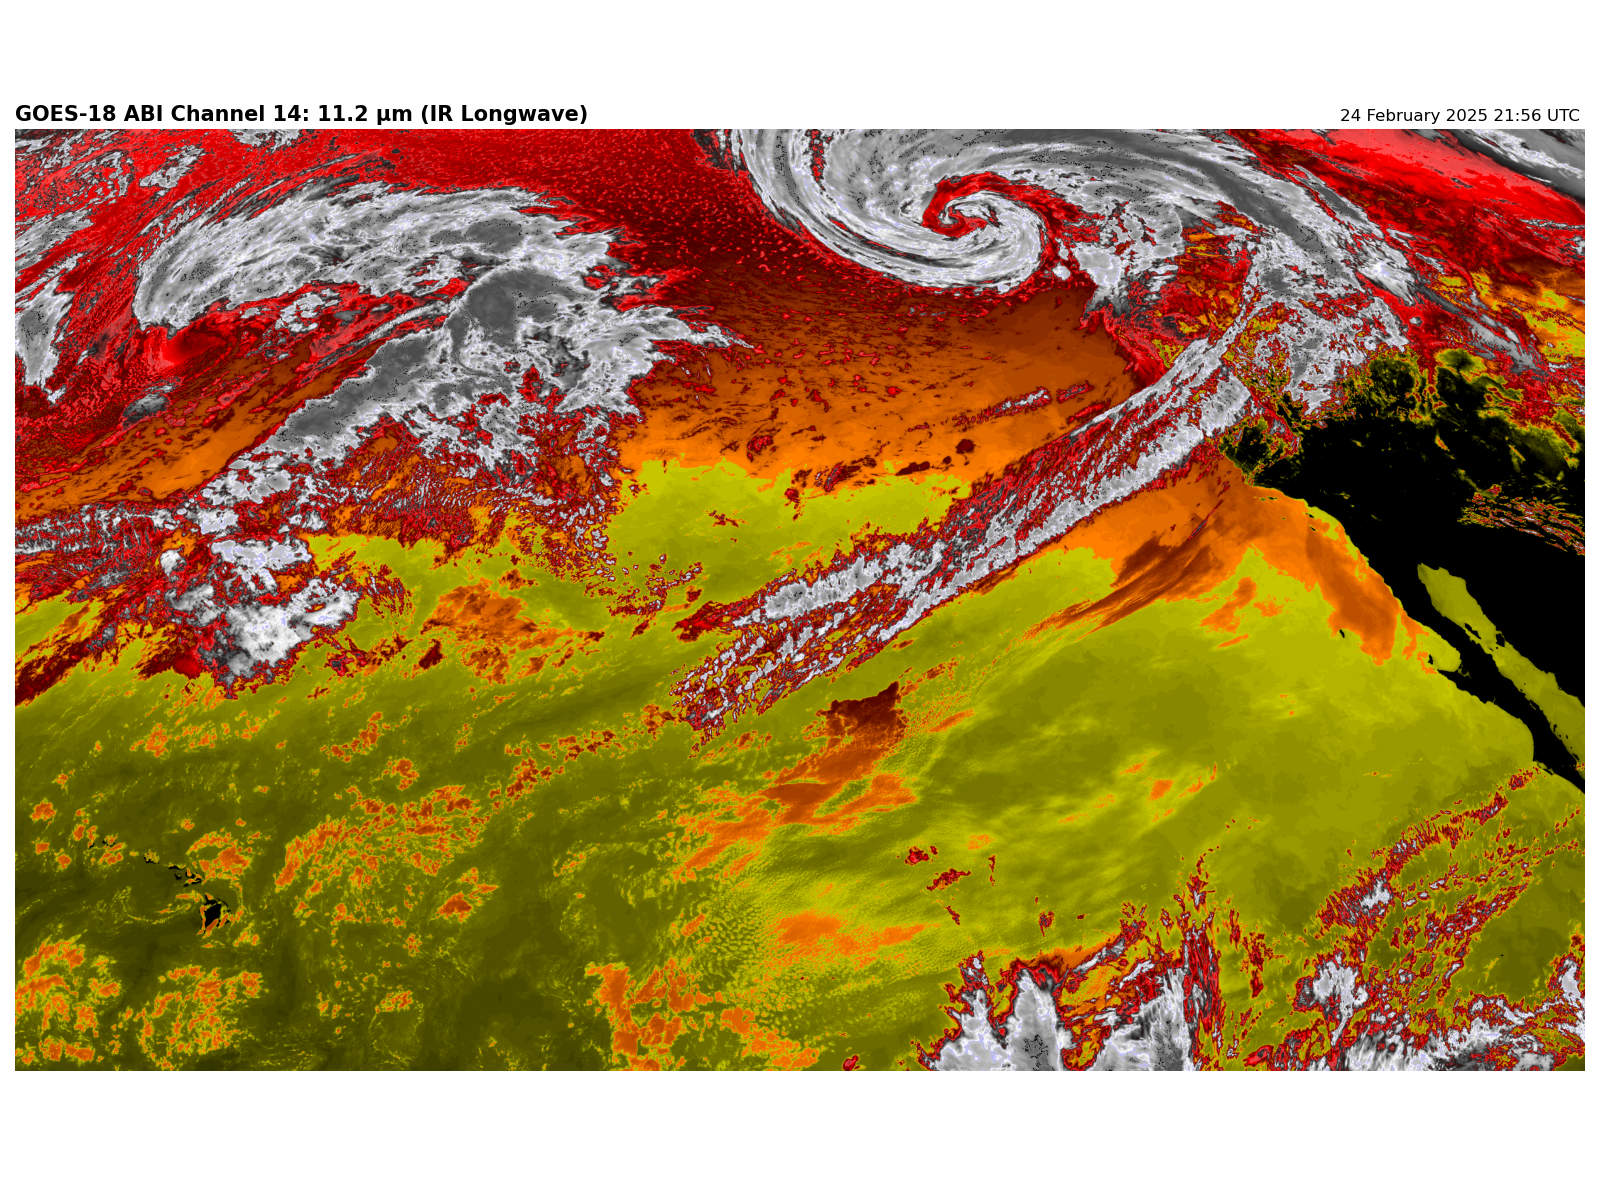 GOES-18 ABI Channel 14: 11.2 μm (IR Longwave)
24 February 2025 21:56 UTC